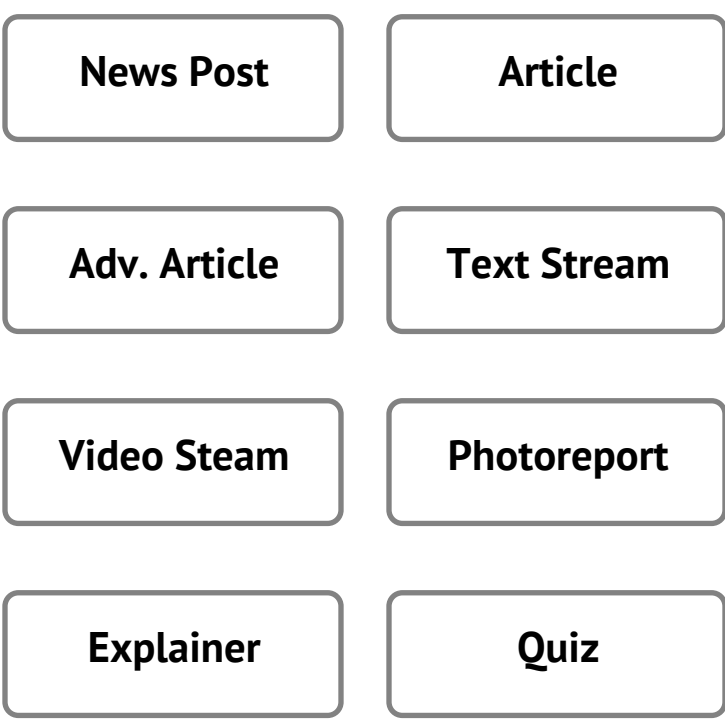 News Post
Article
Adv. Article
Text Stream
Video Steam
Photoreport
Explainer
Quiz